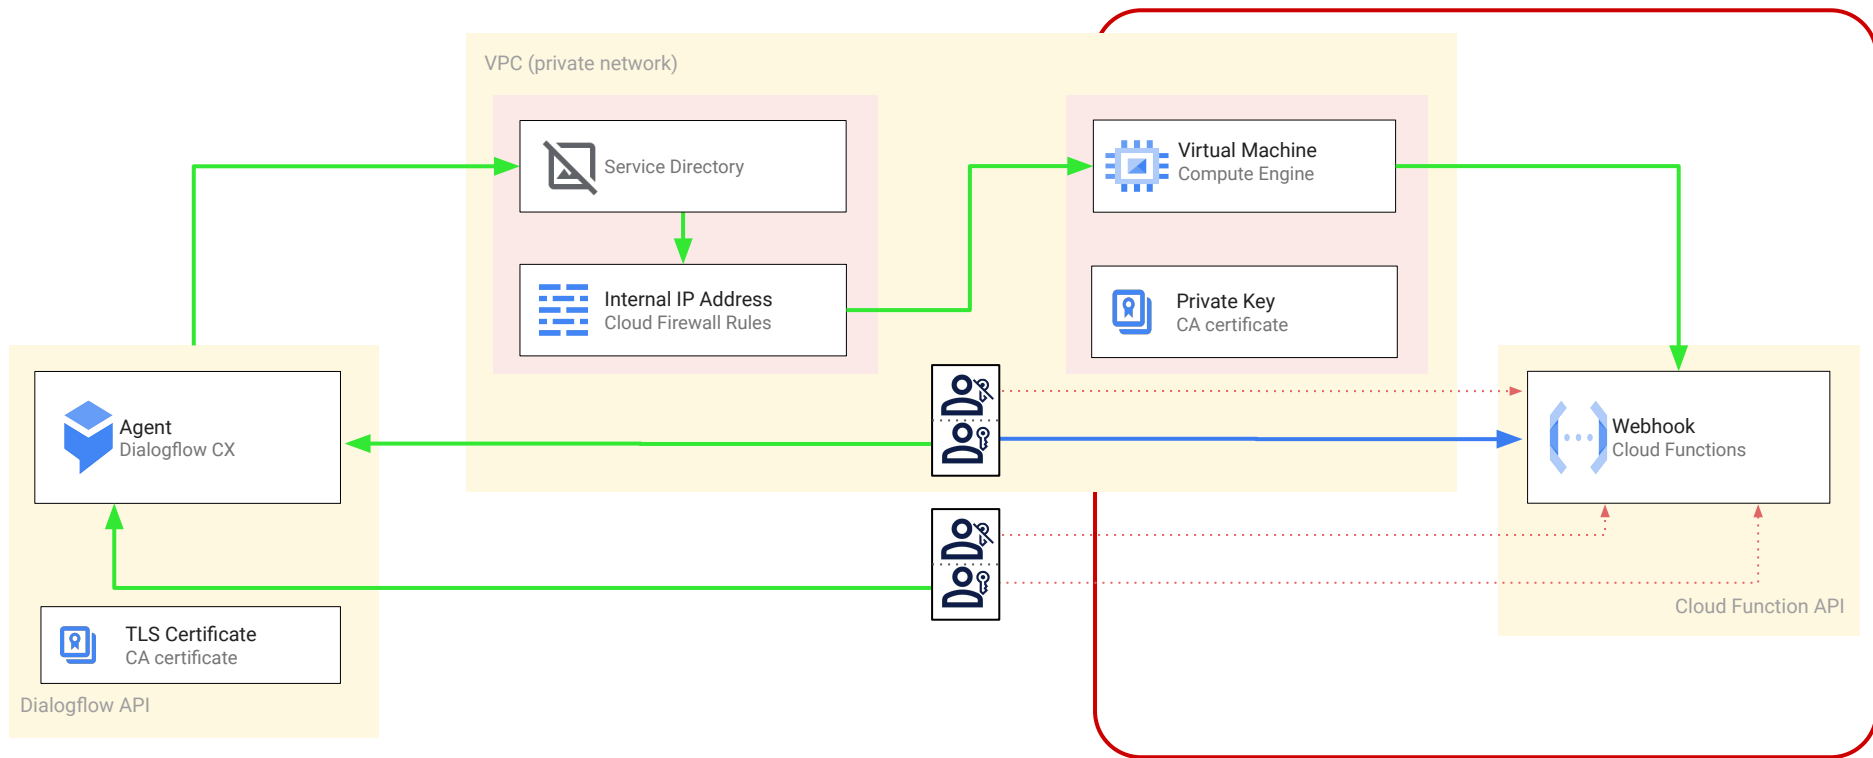 VPC (private network)
Service Directory
Virtual Machine
Compute Engine
Internal IP Address
Cloud Firewall Rules
Private Key
CA certificate
Agent
Dialogflow CX
Webhook
Cloud Functions
Cloud Function API
TLS Certificate
CA certificate
Dialogflow API